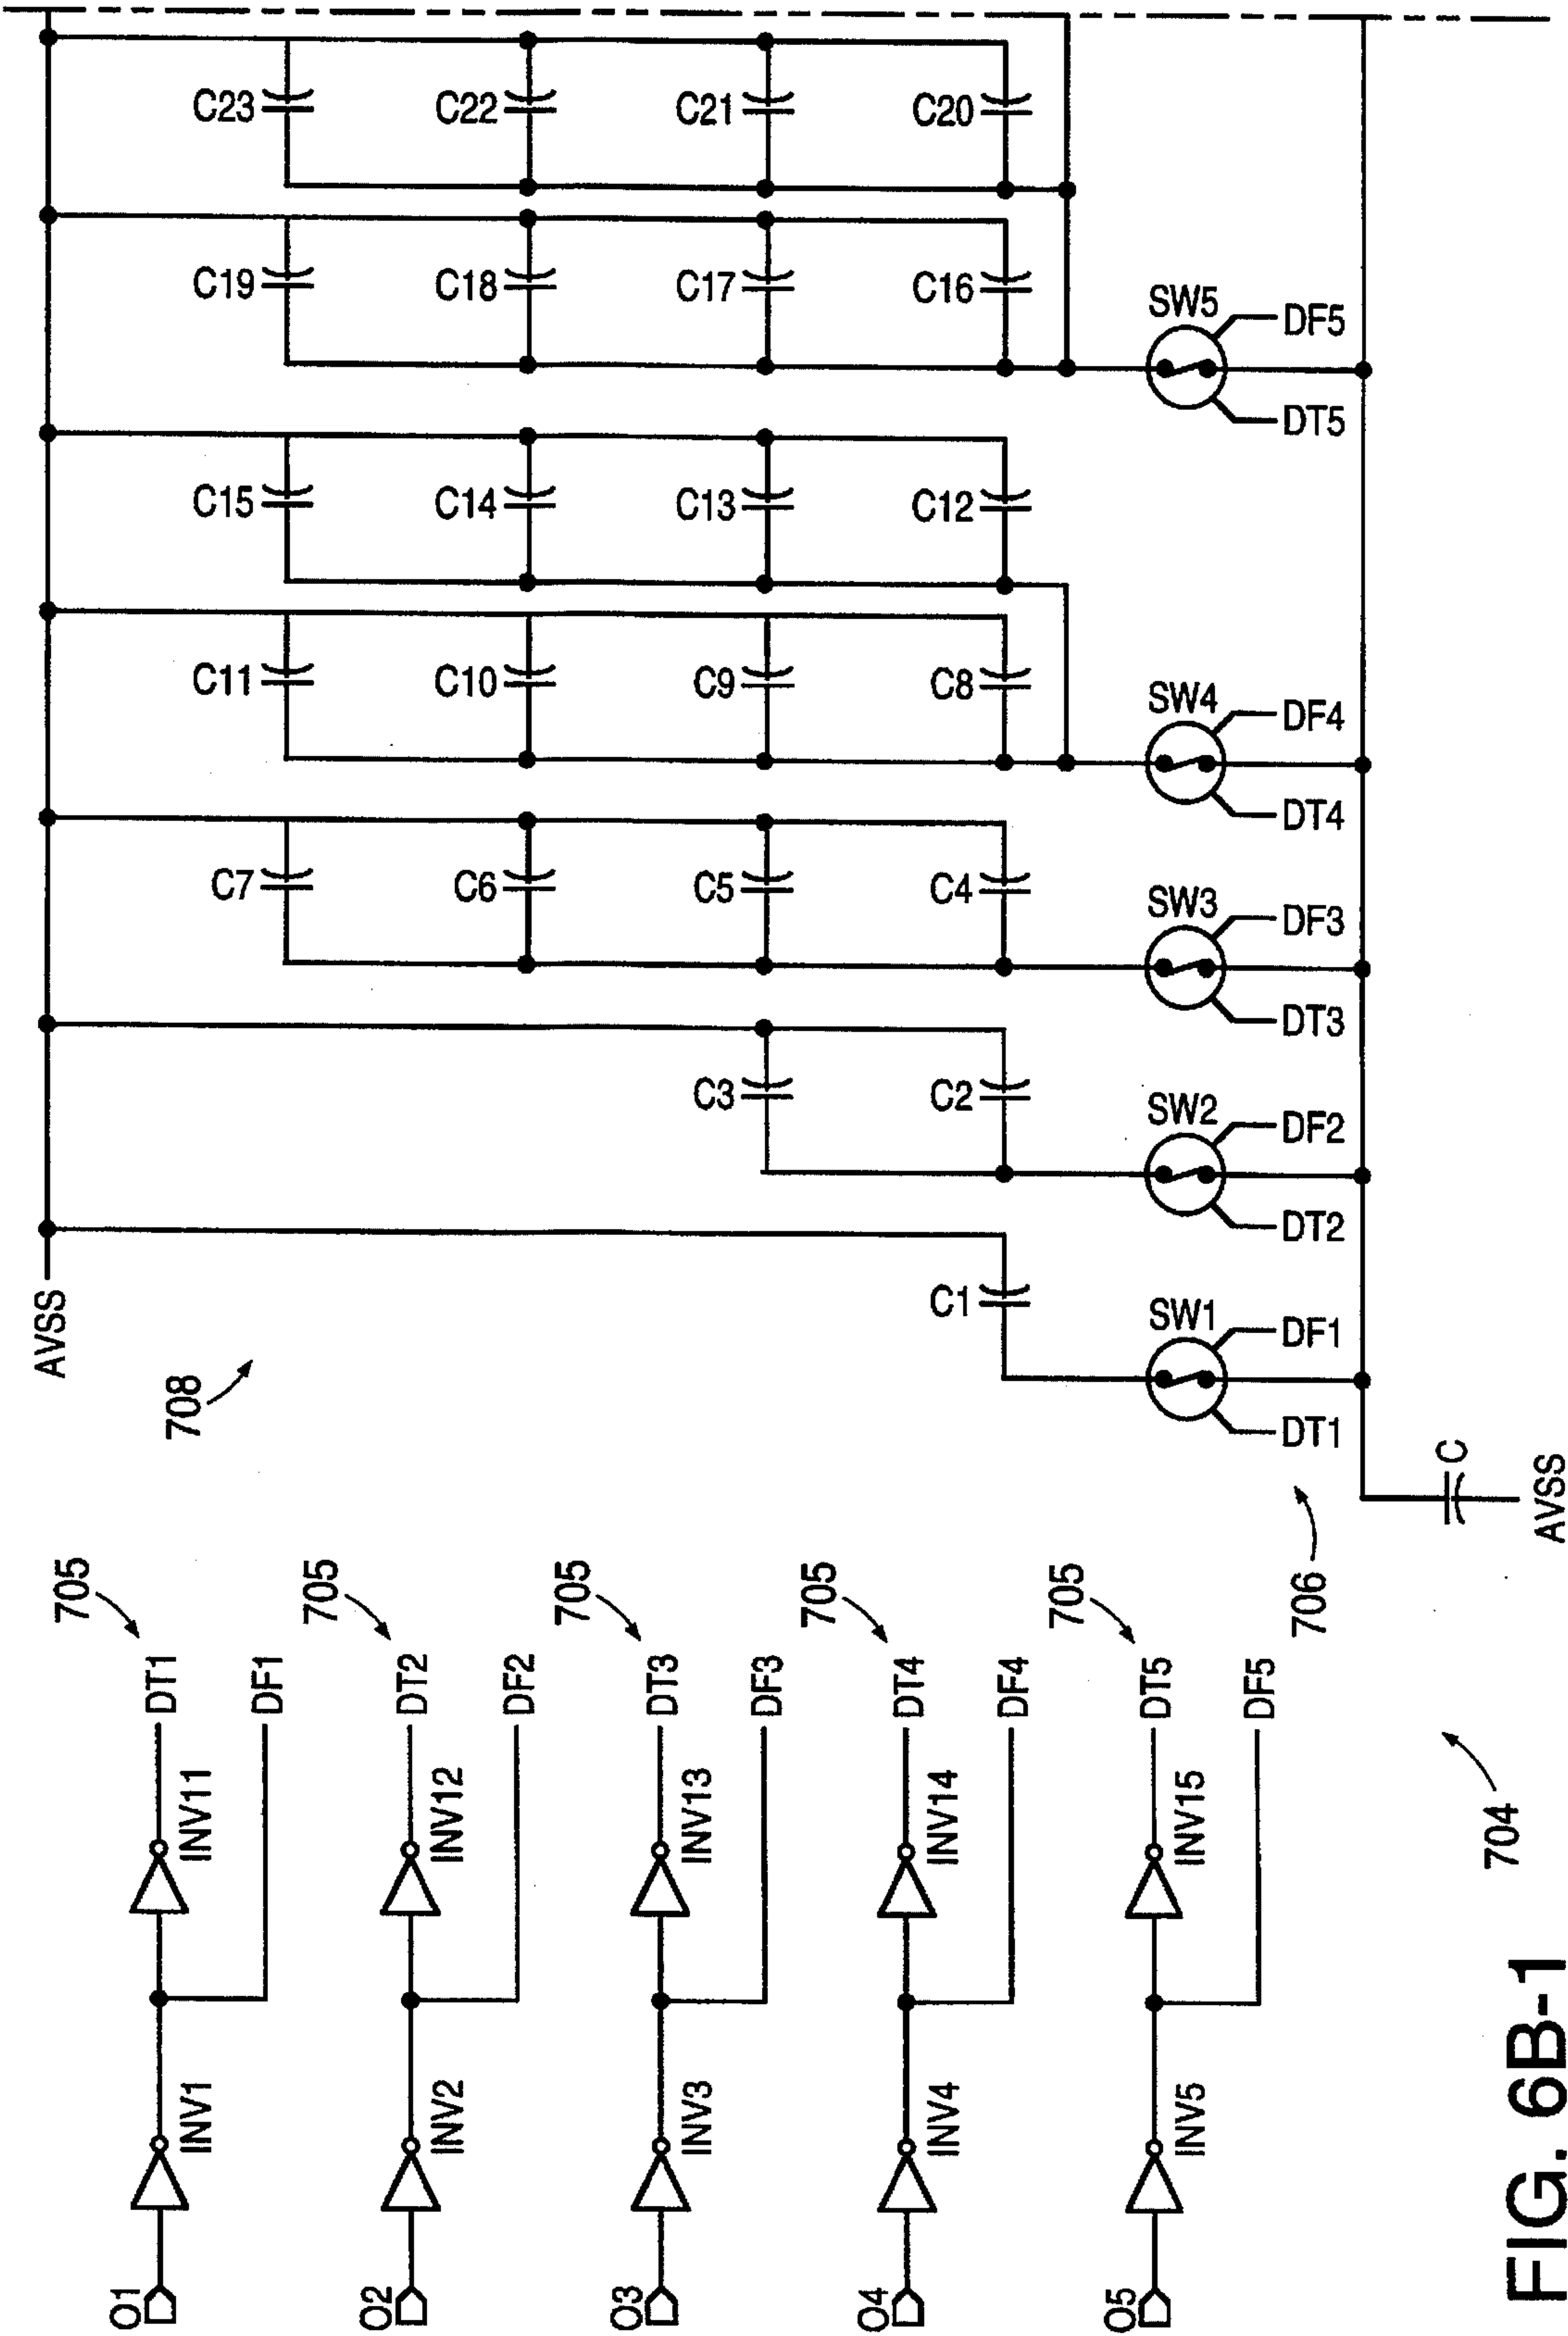 C23
C22
C21
C20
C19
C18
C17
C16
SW5
DF5
DT5
C15
C14
C13
C12
C11
C10
C9
C8
SW4
DF4
DT4
C7
C6
C5
C4
SW3
DF3
DT3
C3
C2
SW2
DF2
DT2
C1
SW1
DF1
DT1
AVSS
708
C
AVSS
706
705
DT1
DF1
INV11
INV1
O1
705
DT2
DF2
INV12
INV2
O2
705
DT3
DF3
INV13
INV3
O3
705
DT4
DF4
INV14
INV4
O4
705
DT5
DF5
INV15
INV5
O5
704
FIG. 6B-1